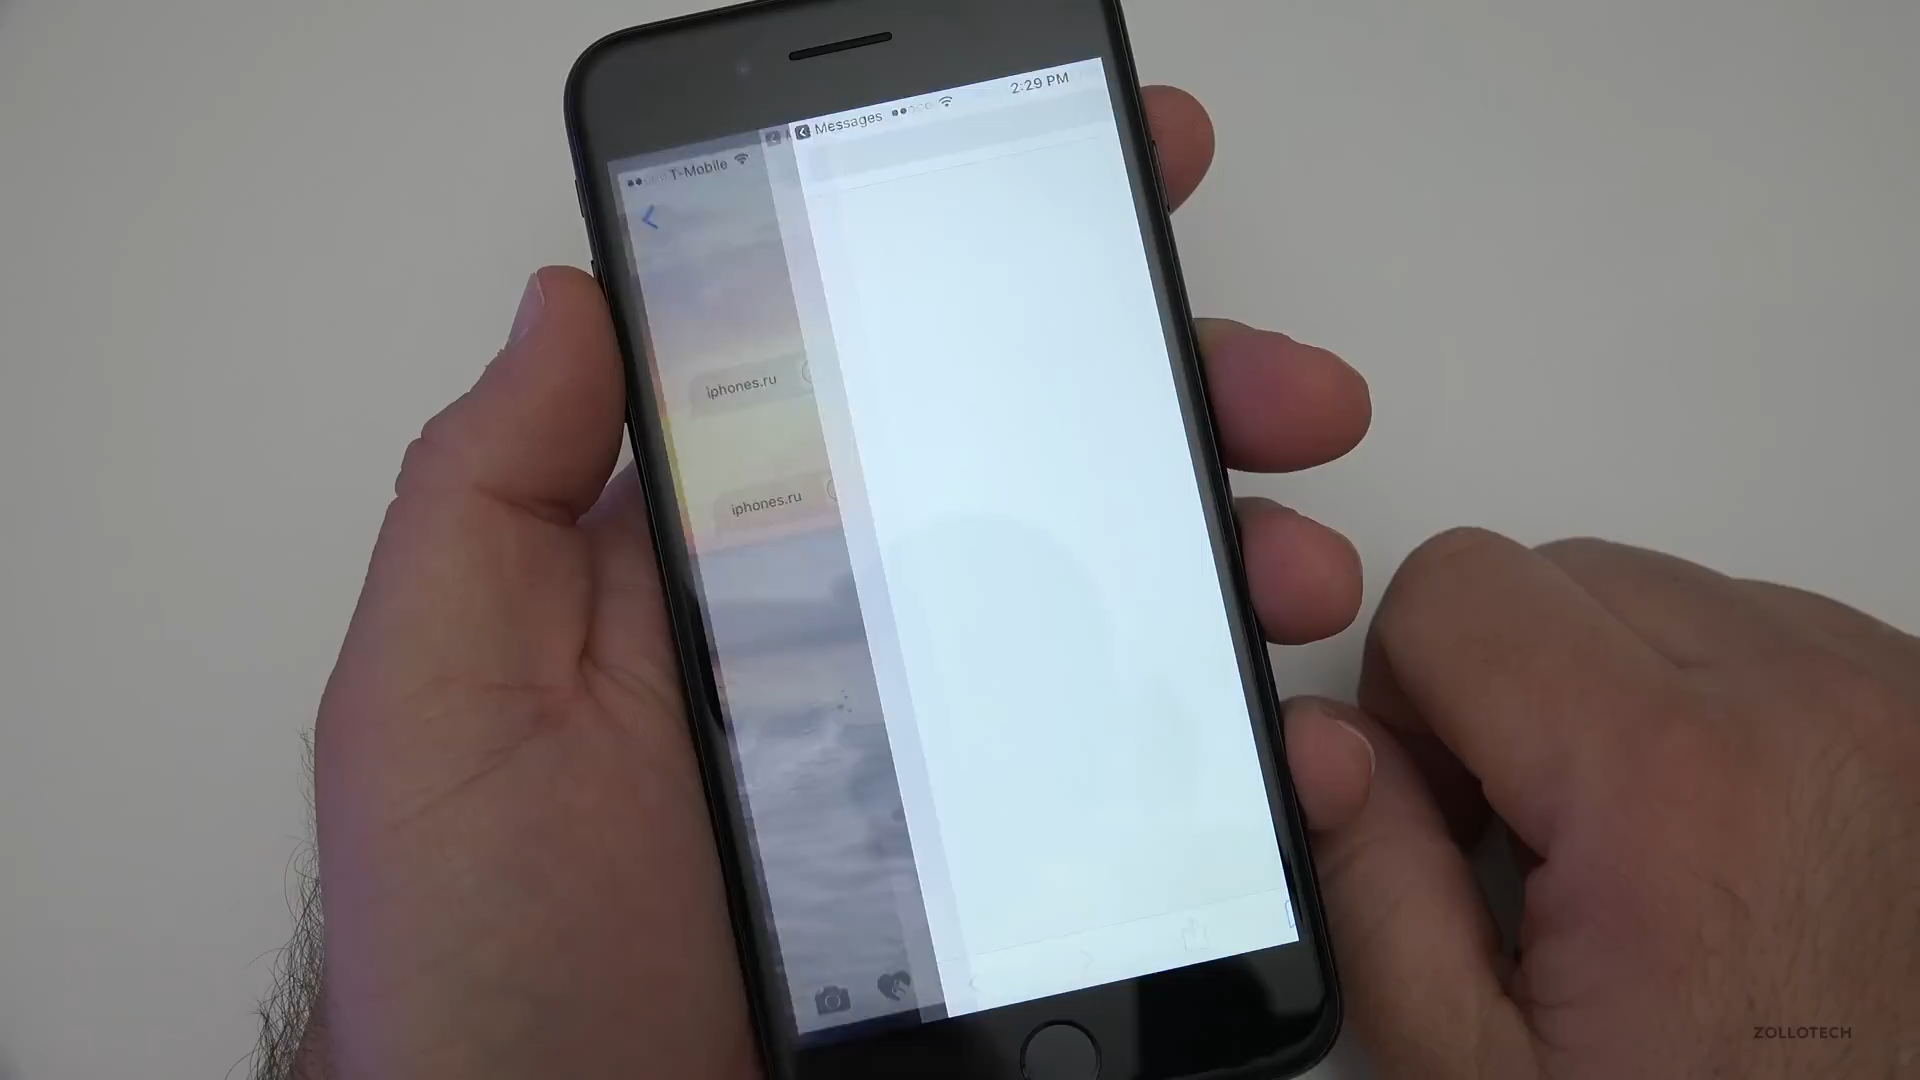 2:29 PM
Messages
T-Mobile
iphones.ru
iphones.ru
ZOLLOTECH